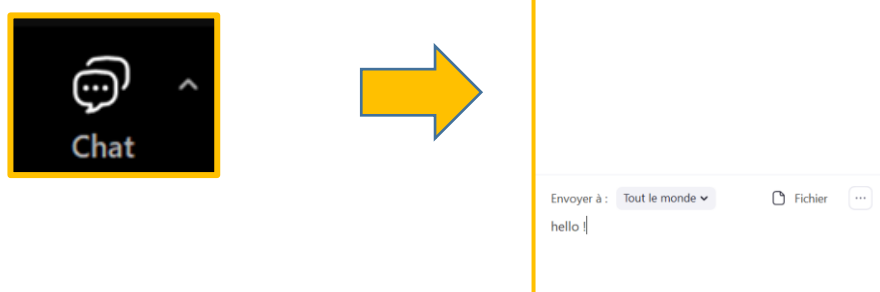 Chat
Envoyer à : Tout le monde Fichier ...
hello !